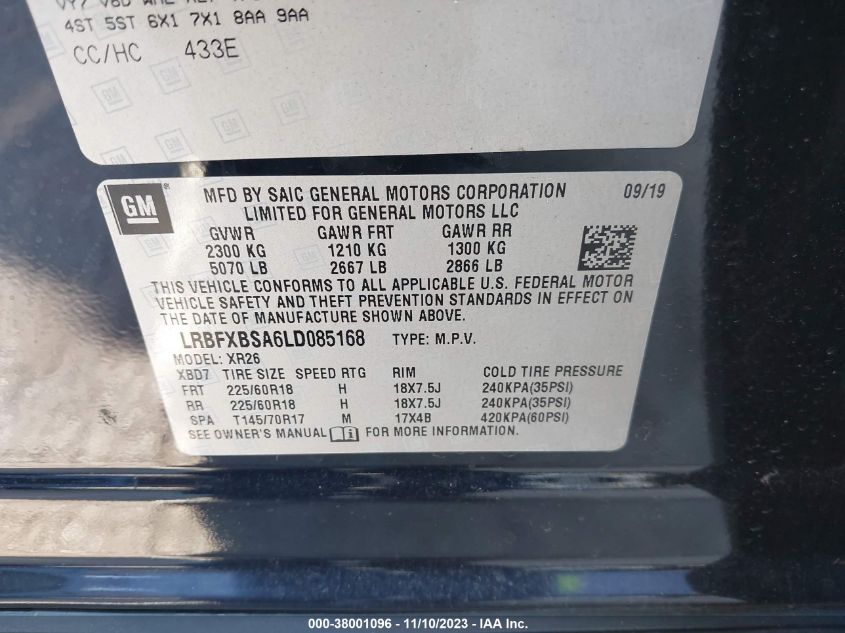 4ST 5ST 6X1 7X1 8AA 9AA
CC/HC 433E
GM
MFD BY SAIC GENERAL MOTORS CORPORATION 09/19
LIMITED FOR GENERAL MOTORS LLC
GVWR GAWR FRT GAWR RR
2300 KG 1210 KG 1300 KG
5070 LB 2667 LB 2866 LB
THIS VEHICLE CONFORMS TO ALL APPLICABLE U.S. FEDERAL MOTOR
VEHICLE SAFETY AND THEFT PREVENTION STANDARDS IN EFFECT ON
THE DATE OF MANUFACTURE SHOWN ABOVE.
LRBFXBSA6LD085168 TYPE: M.P.V.
MODEL: XR26
XBD7 TIRE SIZE SPEED RTG RIM COLD TIRE PRESSURE
FRT 225/60R18 H 18X7.5J 240KPA(35PSI)
RR 225/60R18 H 18X7.5J 240KPA(35PSI)
SPA T145/70R17 M 17X4B 420KPA(60PSI)
SEE OWNER'S MANUAL FOR MORE INFORMATION.
000-38001096 - 11/10/2023 - IAA Inc.